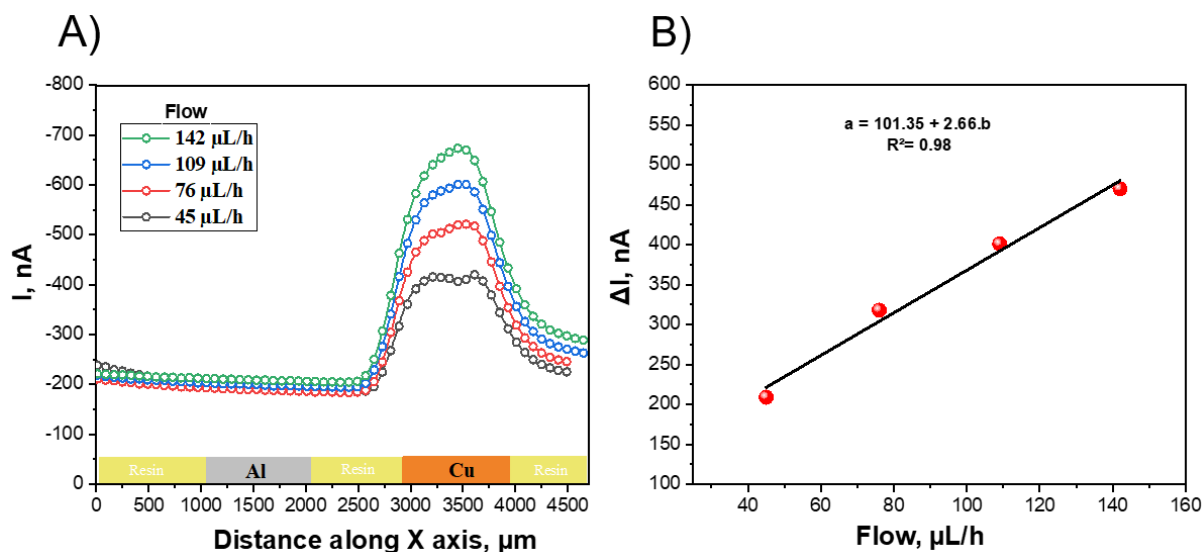 A)
-800
-700
-600
-500
-400
-300
-200
-100
0
I, nA
Flow
142 µL/h
109 µL/h
76 µL/h
45 µL/h
Resin Al Resin Cu Resin
0 500 1000 1500 2000 2500 3000 3500 4000 4500
Distance along X axis, µm
B)
600
550
500
450
400
350
300
250
200
150
100
ΔI, nA
a = 101.35 + 2.66.b
R²= 0.98
40 60 80 100 120 140 160
Flow, µL/h